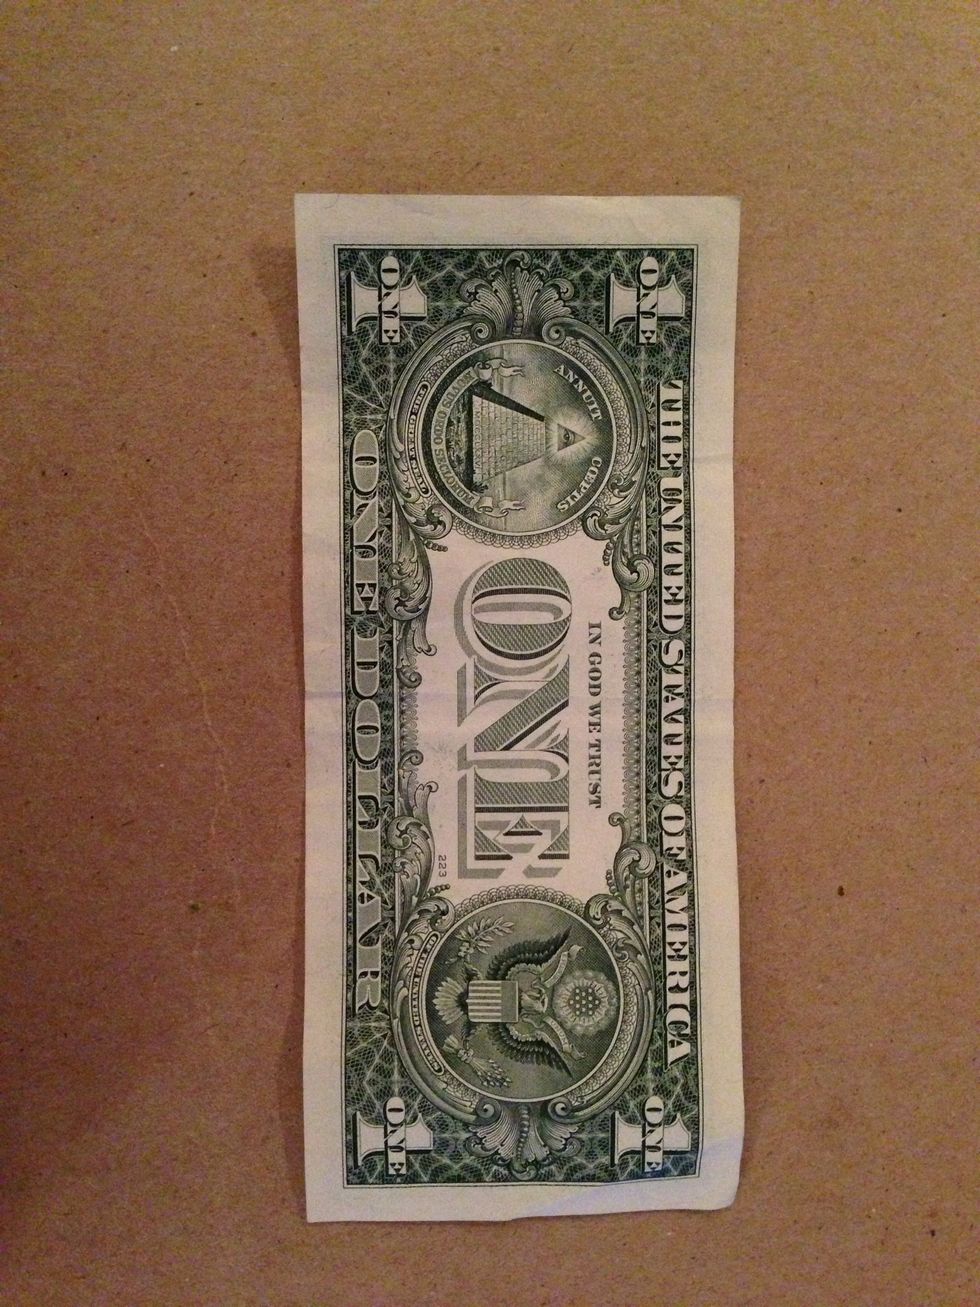 THE UNITED STATES OF AMERICA
ONE
ONE
ANNUIT CŒPTIS
NOVUS ORDO SECLORUM
IN GOD WE TRUST
ONE
223
ONE
ONE
ONE DOLLAR